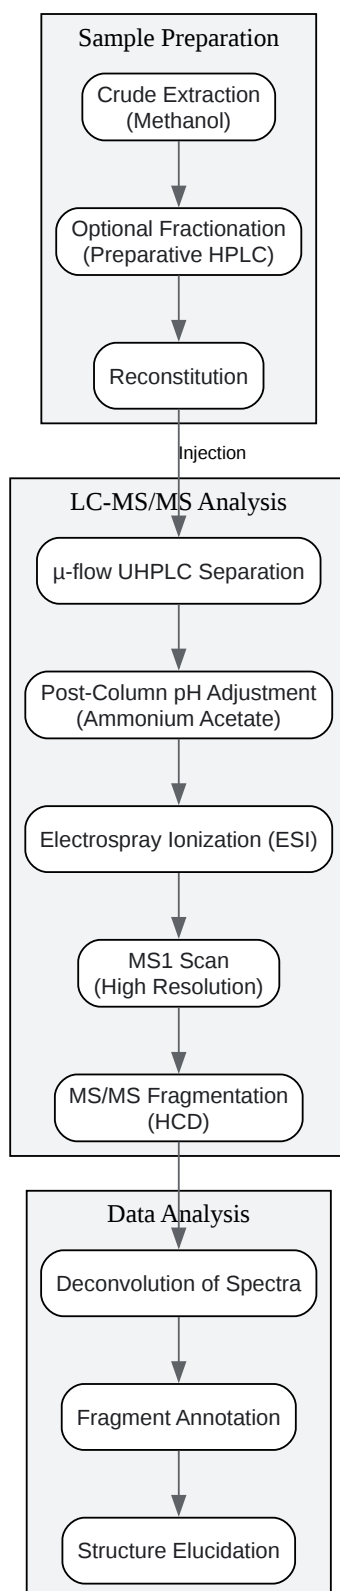 Sample Preparation
Crude Extraction
(Methanol)
Optional Fractionation
(Preparative HPLC)
Reconstitution
Injection
LC-MS/MS Analysis
µ-flow UHPLC Separation
Post-Column pH Adjustment
(Ammonium Acetate)
Electrospray Ionization (ESI)
MS1 Scan
(High Resolution)
MS/MS Fragmentation
(HCD)
Data Analysis
Deconvolution of Spectra
Fragment Annotation
Structure Elucidation